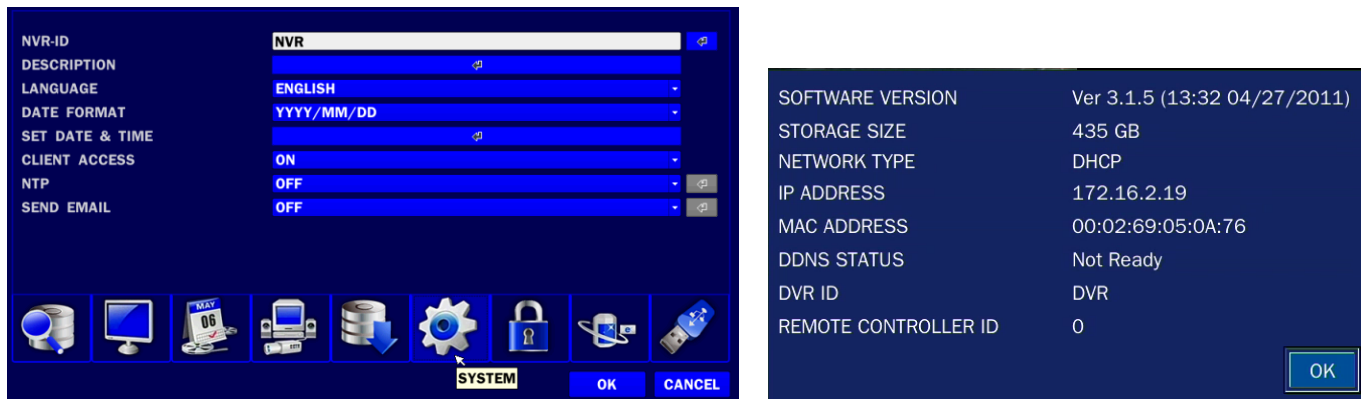 NVR-ID NVR
DESCRIPTION
LANGUAGE ENGLISH
DATE FORMAT YYYY/MM/DD
SET DATE & TIME
CLIENT ACCESS ON
NTP OFF
SEND EMAIL OFF
MAY
06
SYSTEM
OK CANCEL
SOFTWARE VERSION Ver 3.1.5 (13:32 04/27/2011)
STORAGE SIZE 435 GB
NETWORK TYPE DHCP
IP ADDRESS 172.16.2.19
MAC ADDRESS 00:02:69:05:0A:76
DDNS STATUS Not Ready
DVR ID DVR
REMOTE CONTROLLER ID 0
OK